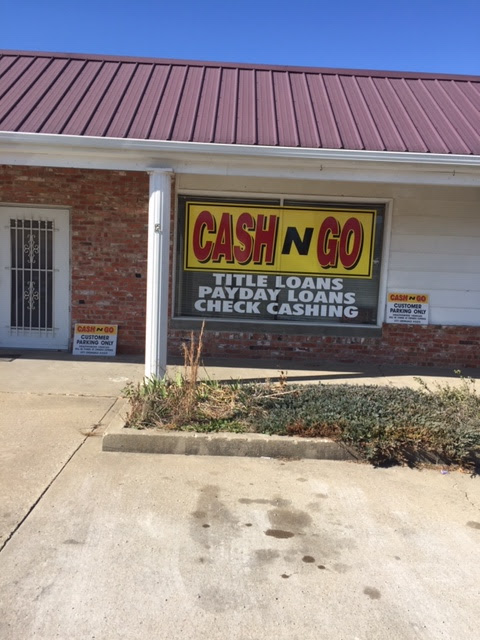 CASH N GO
TITLE LOANS
PAYDAY LOANS
CHECK CASHING
CASH N GO
CUSTOMER
PARKING ONLY
CASH N GO
CUSTOMER
PARKING ONLY